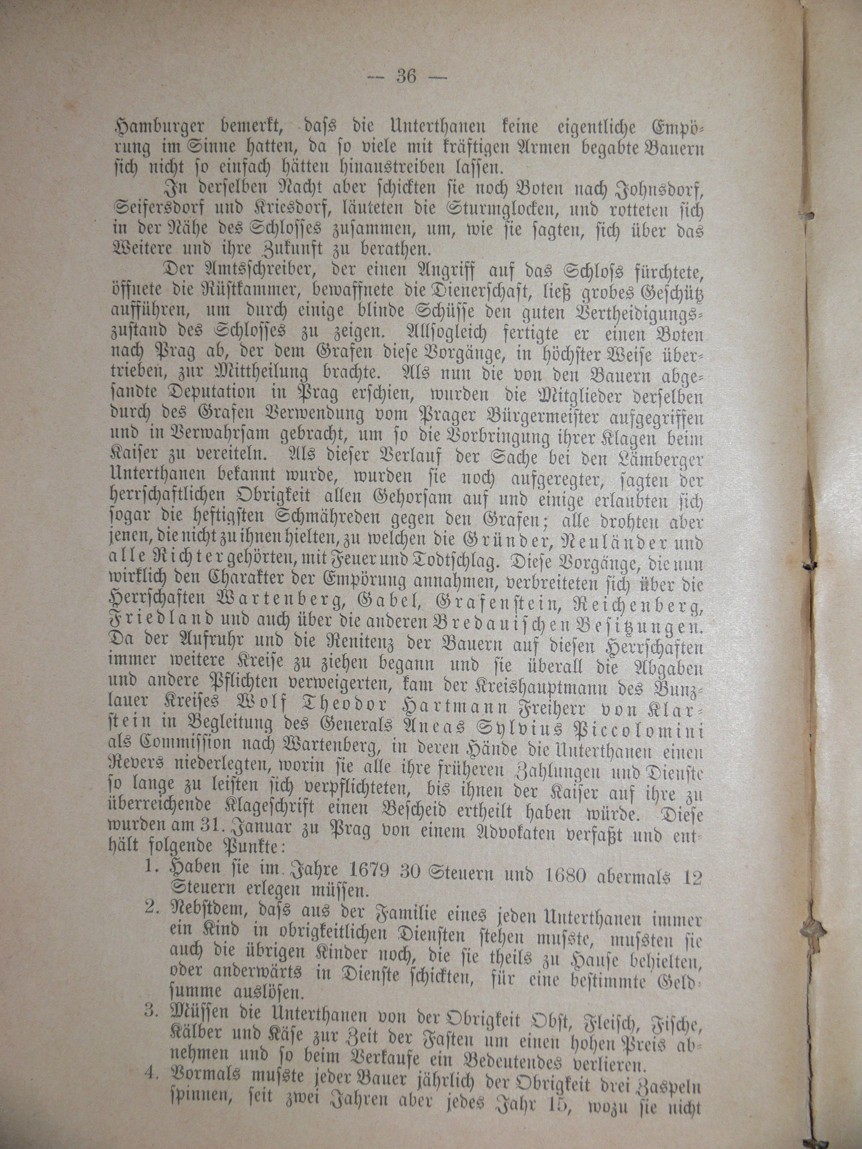 — 36 —
Hamburger bemerkt, daſs die Unterthanen keine eigentliche Empö-
rung im Sinne hatten, da ſo viele mit kräftigen Armen begabte Bauern
ſich nicht ſo einfach hätten hinaustreiben laſſen.
In derſelben Nacht aber ſchickten ſie noch Boten nach Johnsdorf,
Seifersdorf und Kriesdorf, läuteten die Sturmglocken, und rotteten ſich
in der Nähe des Schloſſes zuſammen, um, wie ſie ſagten, ſich über das
Weitere und ihre Zukunft zu berathen.
Der Amtsſchreiber, der einen Angriff auf das Schloſs fürchtete,
öffnete die Rüſtkammer, bewaffnete die Dienerſchaft, ließ grobes Geſchütz
aufführen, um durch einige blinde Schüſſe den guten Vertheidigungs-
zuſtand des Schloſſes zu zeigen. Allſogleich fertigte er einen Boten
nach Prag ab, der dem Grafen dieſe Vorgänge, in höchſter Weiſe über-
trieben, zur Mittheilung brachte. Als nun die von den Bauern abge-
ſandte Deputation in Prag erſchien, wurden die Mitglieder derſelben
durch des Grafen Verwendung vom Prager Bürgermeiſter aufgegriffen
und in Verwahrſam gebracht, um ſo die Vorbringung ihrer Klagen beim
Kaiſer zu vereiteln. Als dieſer Verlauf der Sache bei den Lämberger
Unterthanen bekannt wurde, wurden ſie noch aufgeregter, ſagten der
herrſchaftlichen Obrigkeit allen Gehorſam auf und einige erlaubten ſich
ſogar die heftigſten Schmähreden gegen den Grafen; alle drohten aber
jenen, die nicht zu ihnen hielten, zu welchen die Gründer, Neuländer und
alle Richter gehörten, mit Feuer und Todtſchlag. Dieſe Vorgänge, die nun
wirklich den Charakter der Empörung annahmen, verbreiteten ſich über die
Herrſchaften Wartenberg, Gabel, Grafenſtein, Reichenberg,
Friedland und auch über die anderen Bredauiſchen Beſitzungen.
Da der Aufruhr und die Renitenz der Bauern auf dieſen Herrſchaften
immer weitere Kreiſe zu ziehen begann und ſie überall die Abgaben
und andere Pflichten verweigerten, kam der Kreishauptmann des Bunz-
lauer Kreiſes Wolf Theodor Hartmann Freiherr von Klar-
ſtein in Begleitung des Generals Aneas Sylvius Piccolomini
als Commiſſion nach Wartenberg, in deren Hände die Unterthanen einen
Revers niederlegten, worin ſie alle ihre früheren Zahlungen und Dienſte
ſo lange zu leiſten ſich verpflichteten, bis ihnen der Kaiſer auf ihre zu
überreichende Klageſchrift einen Beſcheid ertheilt haben würde. Dieſe
wurden am 31. Januar zu Prag von einem Advokaten verfaßt und ent-
hält folgende Punkte:
1. Haben ſie im Jahre 1679 30 Steuern und 1680 abermals 12
Steuern erlegen müſſen.
2. Nebſtdem, daſs aus der Familie eines jeden Unterthanen immer
ein Kind in obrigkeitlichen Dienſten ſtehen muſste, muſsten ſie
auch die übrigen Kinder noch, die ſie theils zu Hauſe behielten,
oder anderwärts in Dienſte ſchickten, für eine beſtimmte Geld-
ſumme auslöſen.
3. Müſſen die Unterthanen von der Obrigkeit Obſt, Fleiſch, Fiſche,
Kälber und Käſe zur Zeit der Faſten um einen hohen Preis ab-
nehmen und ſo beim Verkaufe ein Bedeutendes verlieren.
4. Vormals muſste jeder Bauer jährlich der Obrigkeit drei Zaspeln
ſpinnen, ſeit zwei Jahren aber jedes Jahr 15, wozu ſie nicht